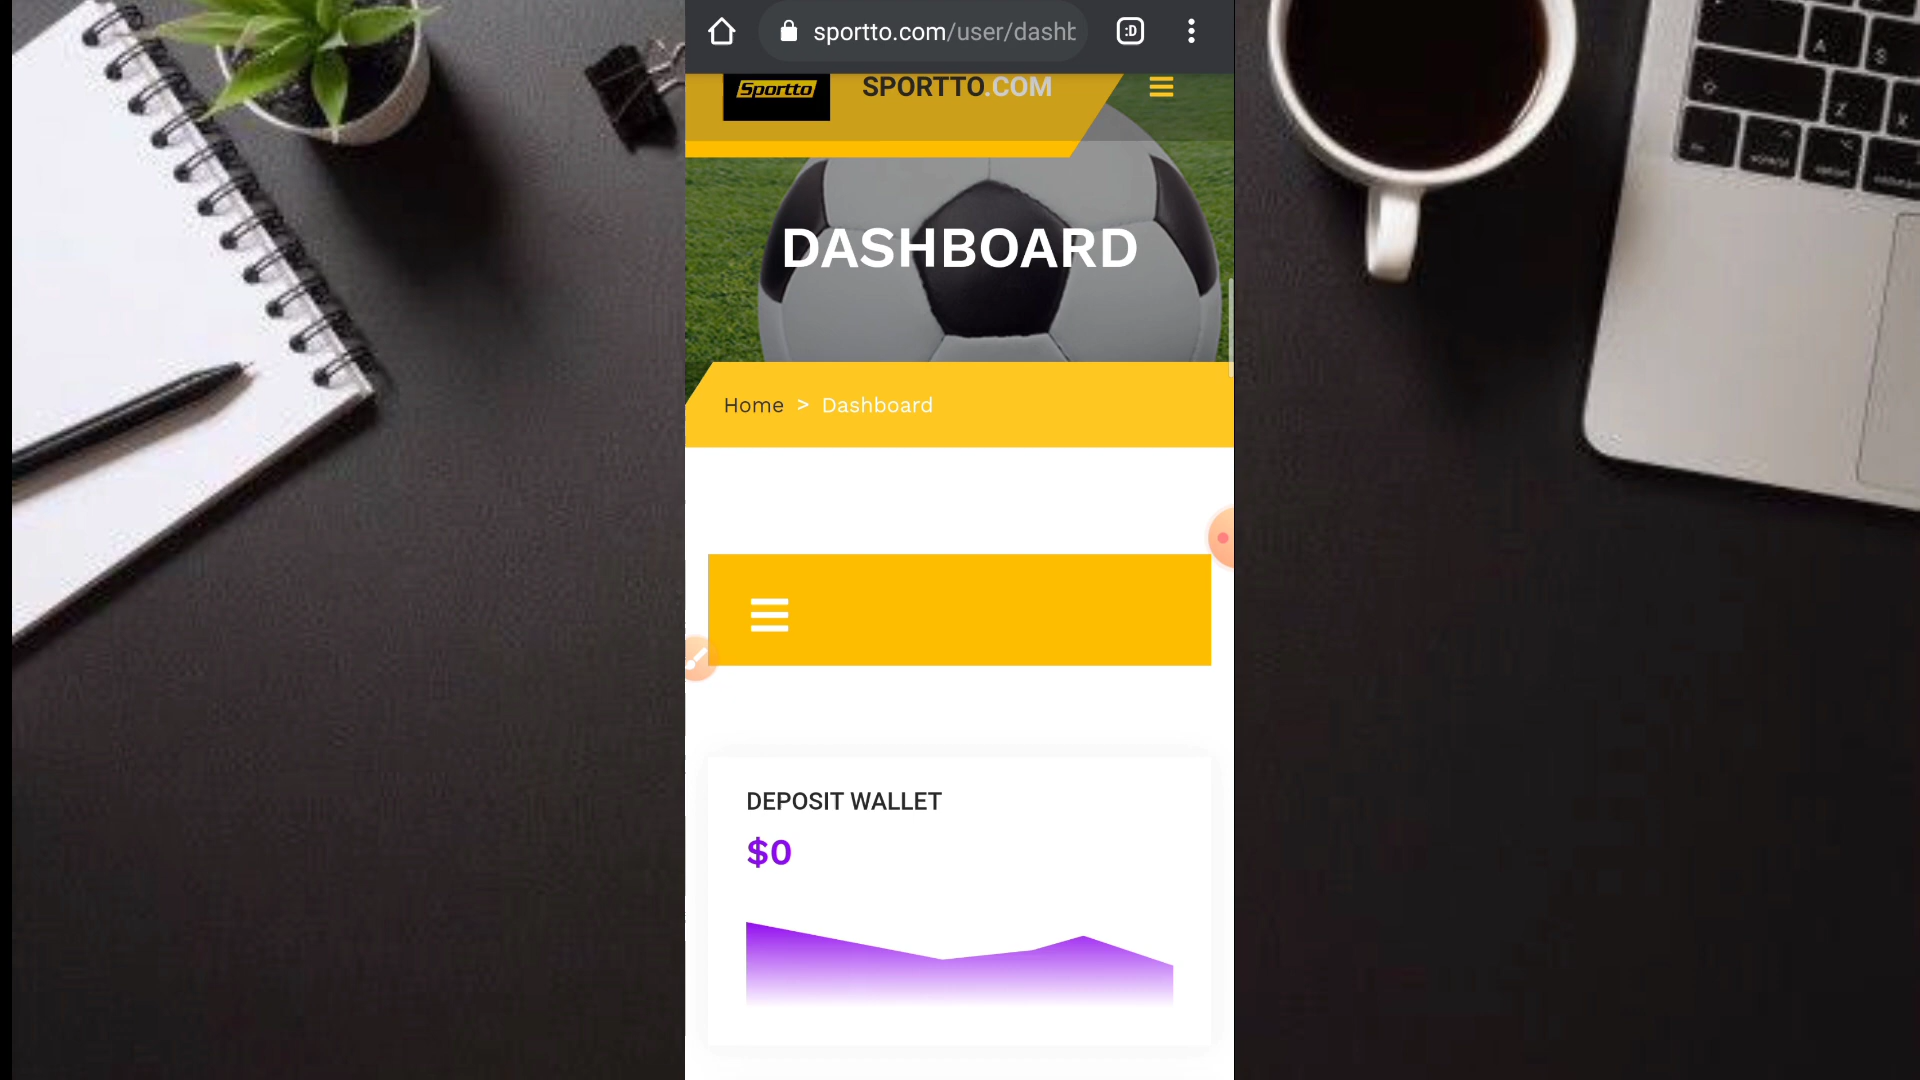 sportto.com/user/dashb
:D
Sportto
SPORTTO.COM
DASHBOARD
Home > Dashboard
DEPOSIT WALLET
$0
A
S
Z
X